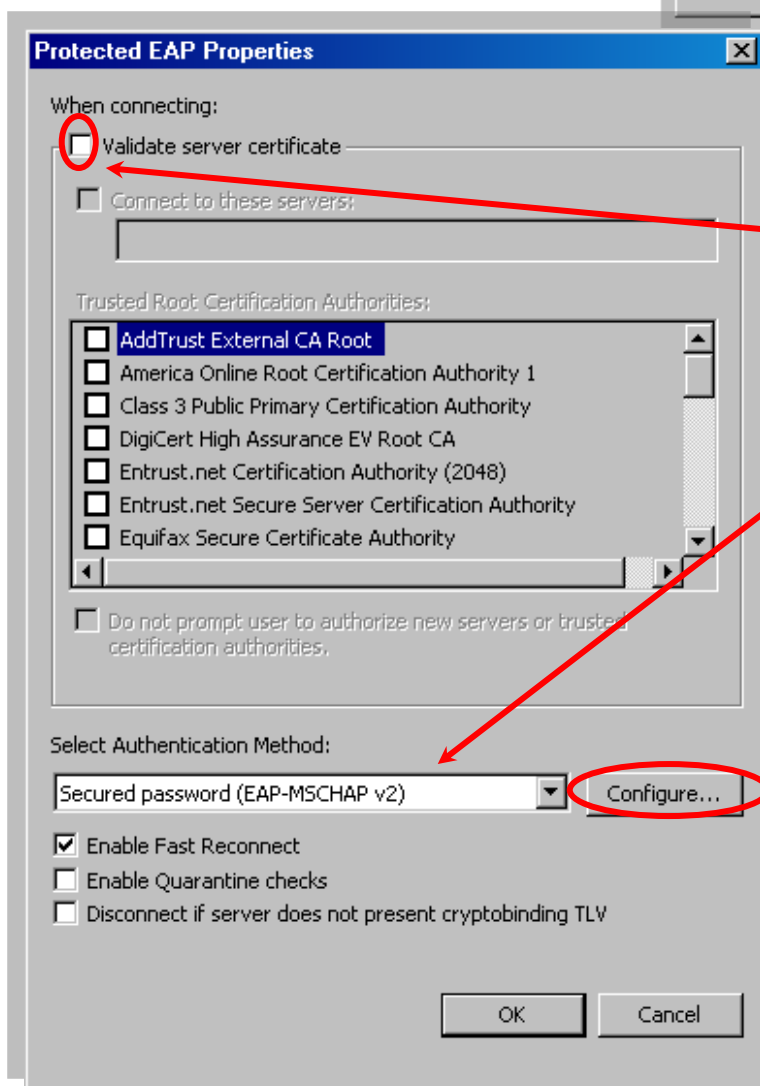 Protected EAP Properties
When connecting:
Validate server certificate
Connect to these servers:
Trusted Root Certification Authorities:
AddTrust External CA Root
America Online Root Certification Authority 1
Class 3 Public Primary Certification Authority
DigiCert High Assurance EV Root CA
Entrust.net Certification Authority (2048)
Entrust.net Secure Server Certification Authority
Equifax Secure Certificate Authority
Do not prompt user to authorize new servers or trusted
certification authorities.
Select Authentication Method:
Secured password (EAP-MSCHAP v2)
Configure...
Enable Fast Reconnect
Enable Quarantine checks
Disconnect if server does not present cryptobinding TLV
OK
Cancel